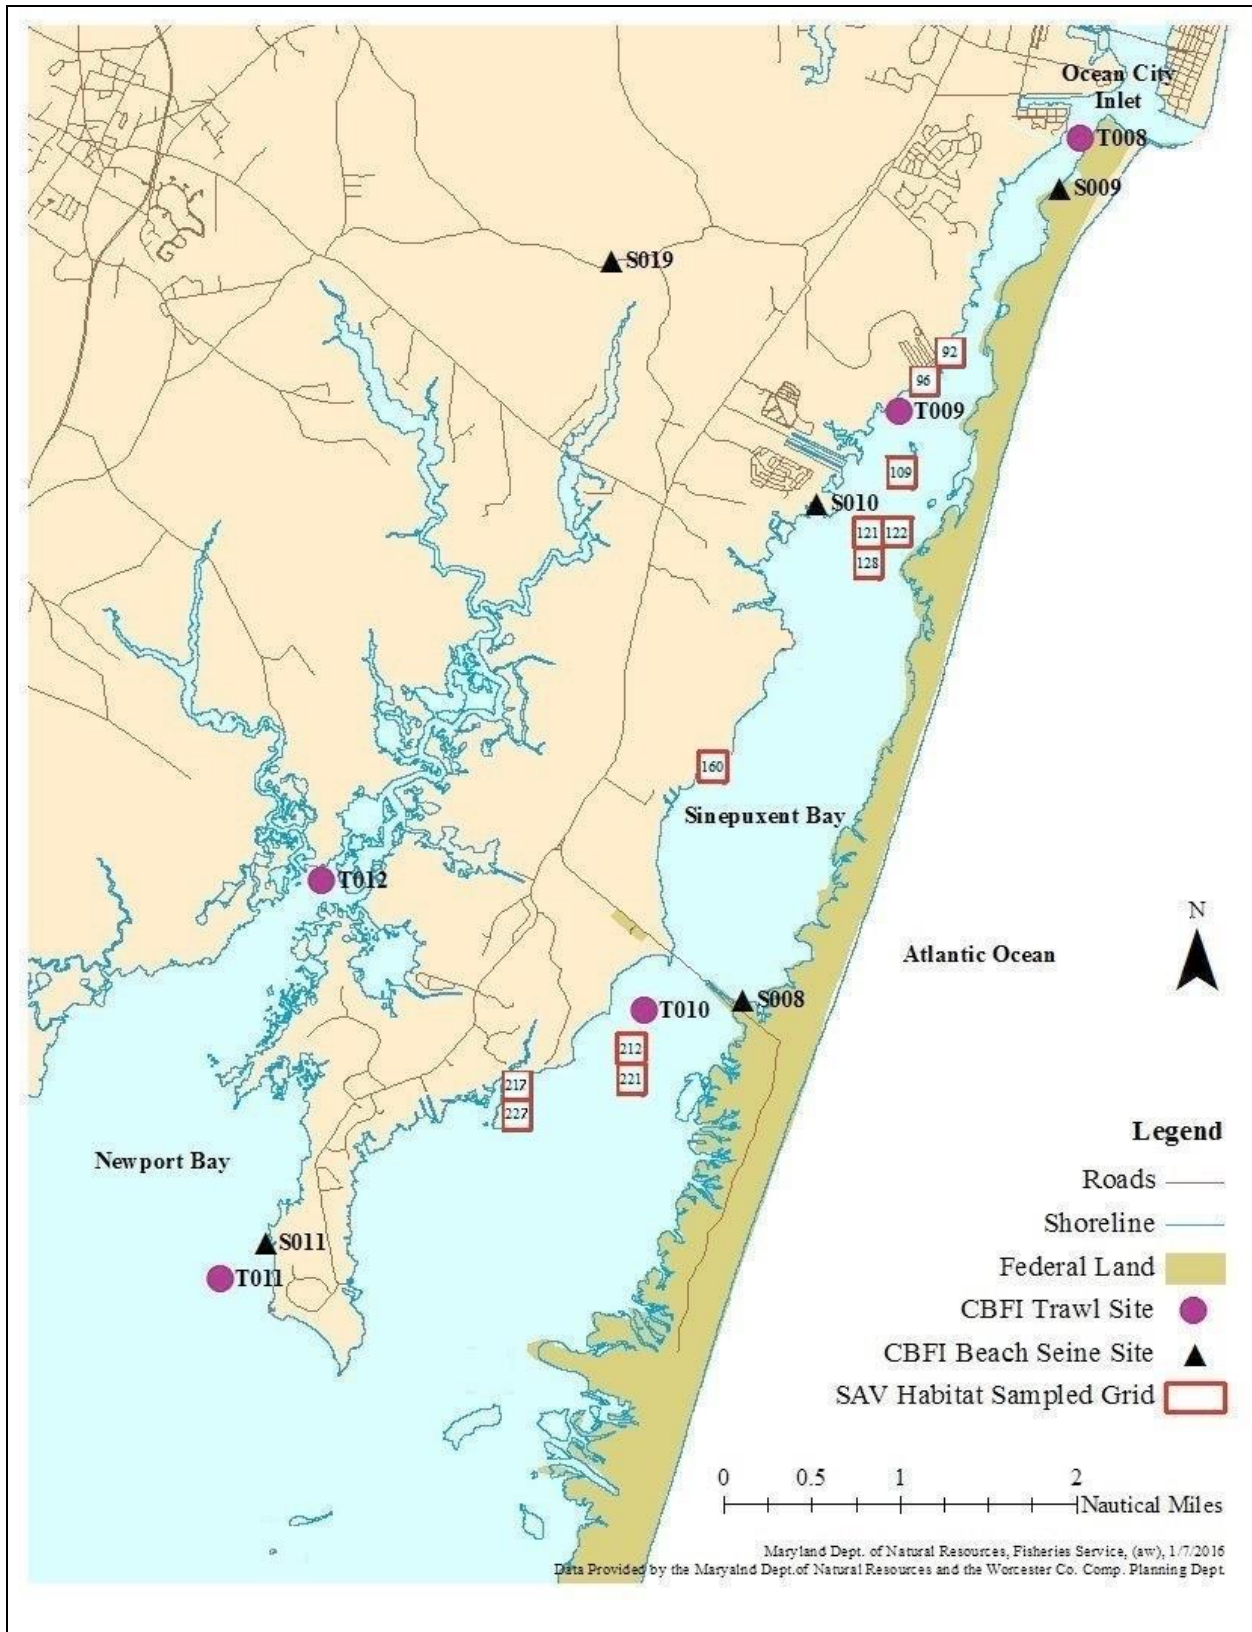 Ocean City
Inlet
T008
S009
S019
92
96
T009
109
S010
121
122
128
160
Sinepuxent Bay
T012
N
Atlantic Ocean
S008
T010
212
221
217
227
Newport Bay
S011
T011
Legend
Roads
Shoreline
Federal Land
CBFI Trawl Site
CBFI Beach Seine Site
SAV Habitat Sampled Grid
0 0.5 1 2
Nautical Miles
Maryland Dept. of Natural Resources, Fisheries Service, (aw), 1/7/2016
Data Provided by the Maryalnd Dept.of Natural Resources and the Worcester Co. Comp. Planning Dept.